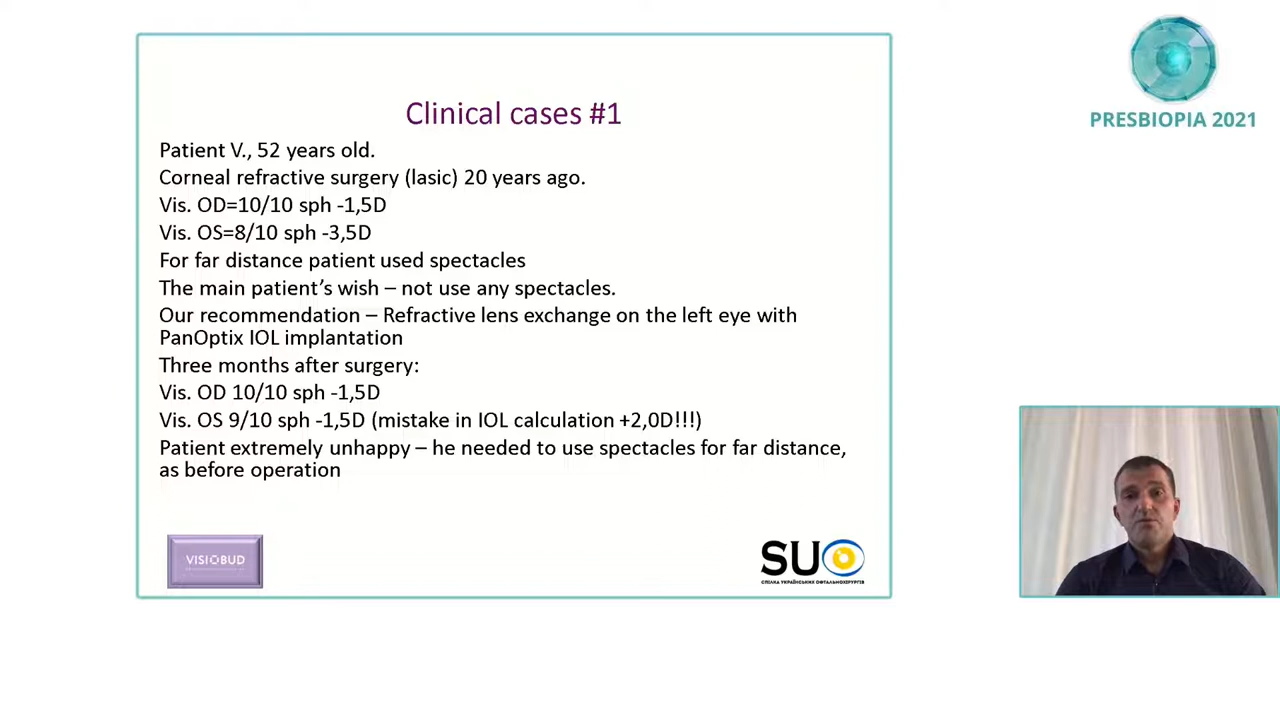 Clinical cases #1
Patient V., 52 years old.
Corneal refractive surgery (lasic) 20 years ago.
Vis. OD=10/10 sph -1,5D
Vis. OS=8/10 sph -3,5D
For far distance patient used spectacles
The main patient's wish – not use any spectacles.
Our recommendation – Refractive lens exchange on the left eye with
PanOptix IOL implantation
Three months after surgery:
Vis. OD 10/10 sph -1,5D
Vis. OS 9/10 sph -1,5D (mistake in IOL calculation +2,0D!!!)
Patient extremely unhappy – he needed to use spectacles for far distance,
as before operation
VISIOBUD
SUO
СПІЛКА УКРАЇНСЬКИХ ОФТАЛЬМОХІРУРГІВ
PRESBIOPIA 2021